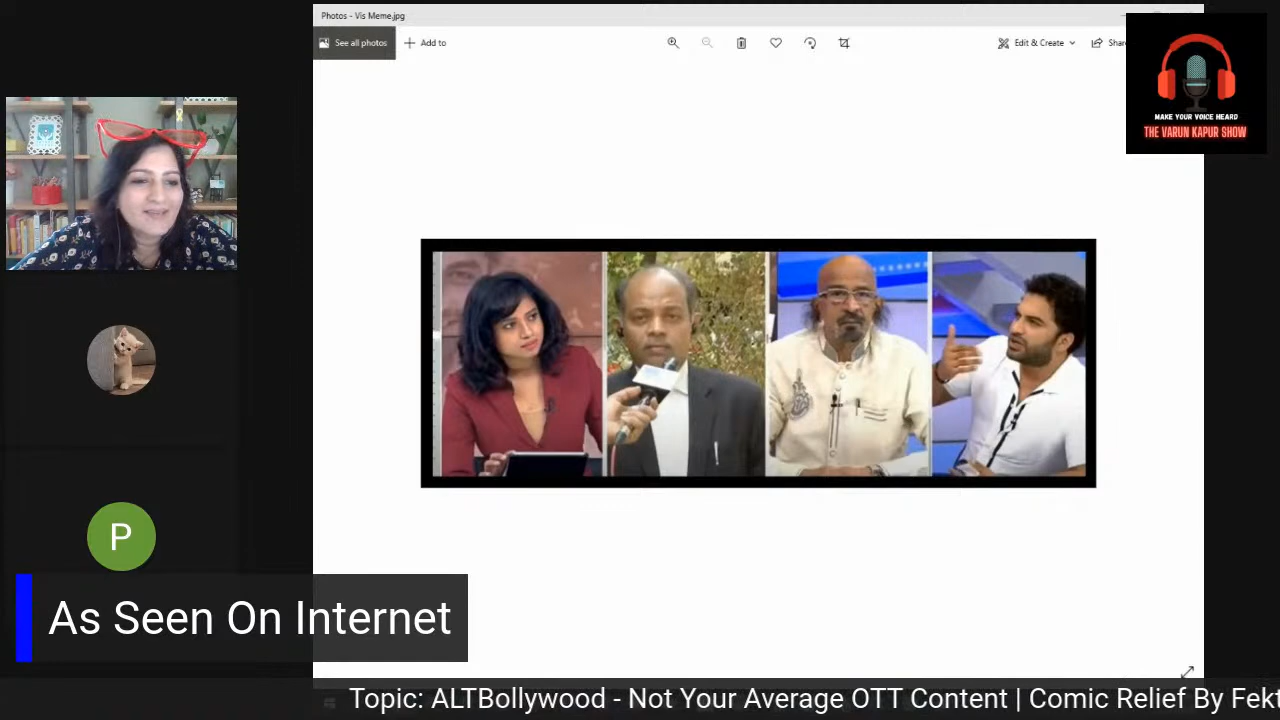 Photos - Vis Meme.jpg
See all photos
Add to
Edit & Create
MAKE YOUR VOICE HEARD
THE VARUN KAPUR SHOW
P
As Seen On Internet
Topic: ALTBollywood - Not Your Average OTT Content | Comic Relief By